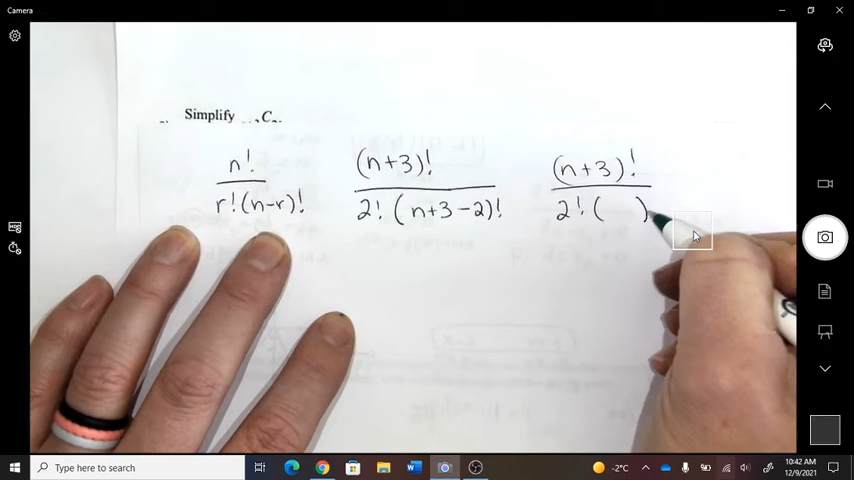 Camera
Simplify
n! (n+3)! (n+3)!
r!(n-r)! 2!(n+3-2)! 2!( )
Type here to search
-2°C
10:42 AM
12/9/2021